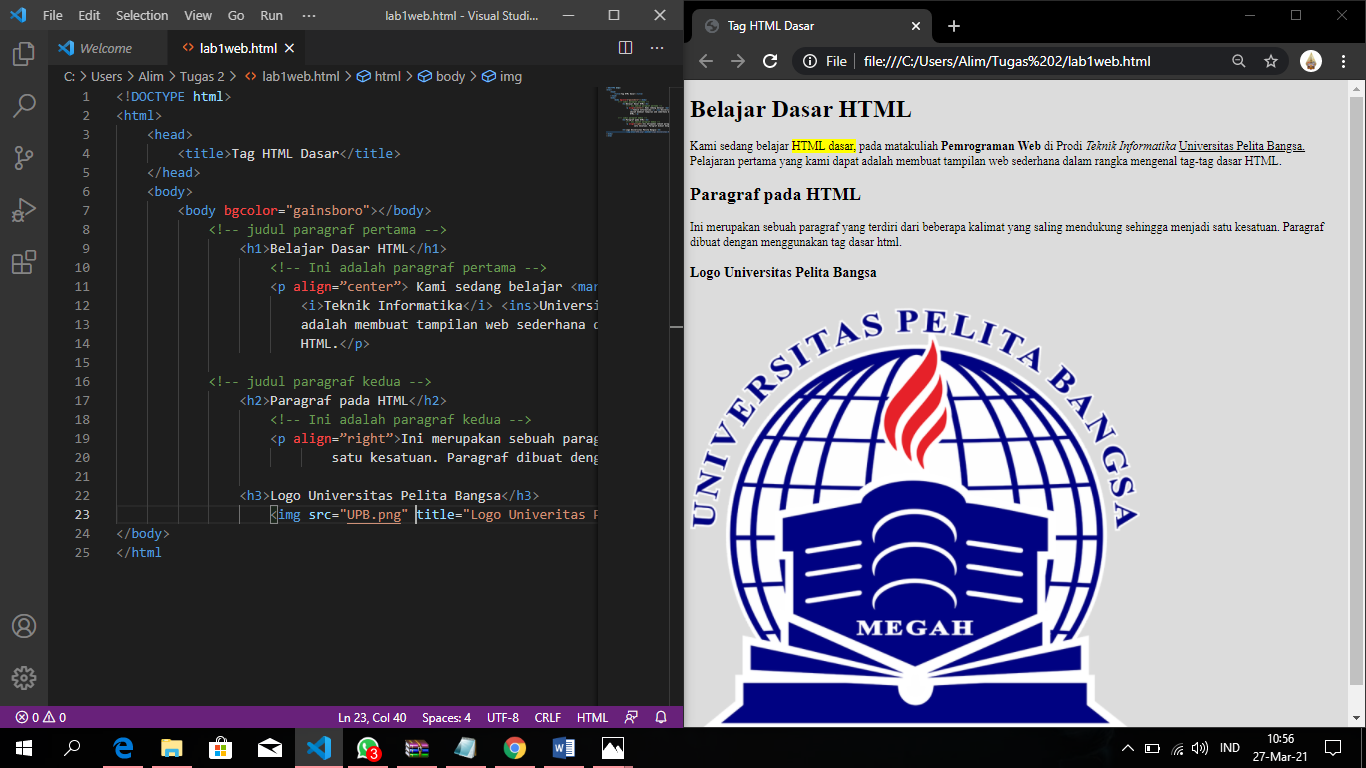 File Edit Selection View Go Run ··· lab1web.html - Visual Studi...
Welcome lab1web.html
C: > Users > Alim > Tugas 2 > lab1web.html > html > body > img
1 <!DOCTYPE html>
2 <html>
3 <head>
4 <title>Tag HTML Dasar</title>
5 </head>
6 <body>
7 <body bgcolor="gainsboro"></body>
8 <!-- judul paragraf pertama -->
9 <h1>Belajar Dasar HTML</h1>
10 <!-- Ini adalah paragraf pertama -->
11 <p align=”center”> Kami sedang belajar <mar
12 <i>Teknik Informatika</i> <ins>Universi
13 adalah membuat tampilan web sederhana d
14 HTML.</p>
15
16 <!-- judul paragraf kedua -->
17 <h2>Paragraf pada HTML</h2>
18 <!-- Ini adalah paragraf kedua -->
19 <p align=”right”>Ini merupakan sebuah parag
20 satu kesatuan. Paragraf dibuat deng
21
22 <h3>Logo Universitas Pelita Bangsa</h3>
23 <img src="UPB.png" title="Logo Univeritas P
24 </body>
25 </html
0 0 Ln 23, Col 40 Spaces: 4 UTF-8 CRLF HTML
Tag HTML Dasar
File file:///C:/Users/Alim/Tugas%202/lab1web.html
Belajar Dasar HTML
Kami sedang belajar HTML dasar, pada matakuliah Pemrograman Web di Prodi Teknik Informatika Universitas Pelita Bangsa.
Pelajaran pertama yang kami dapat adalah membuat tampilan web sederhana dalam rangka mengenal tag-tag dasar HTML.
Paragraf pada HTML
Ini merupakan sebuah paragraf yang terdiri dari beberapa kalimat yang saling mendukung sehingga menjadi satu kesatuan. Paragraf
dibuat dengan menggunakan tag dasar html.
Logo Universitas Pelita Bangsa
UNIVERSITAS PELITA BANGSA
MEGAH
3
IND
10:56
27-Mar-21